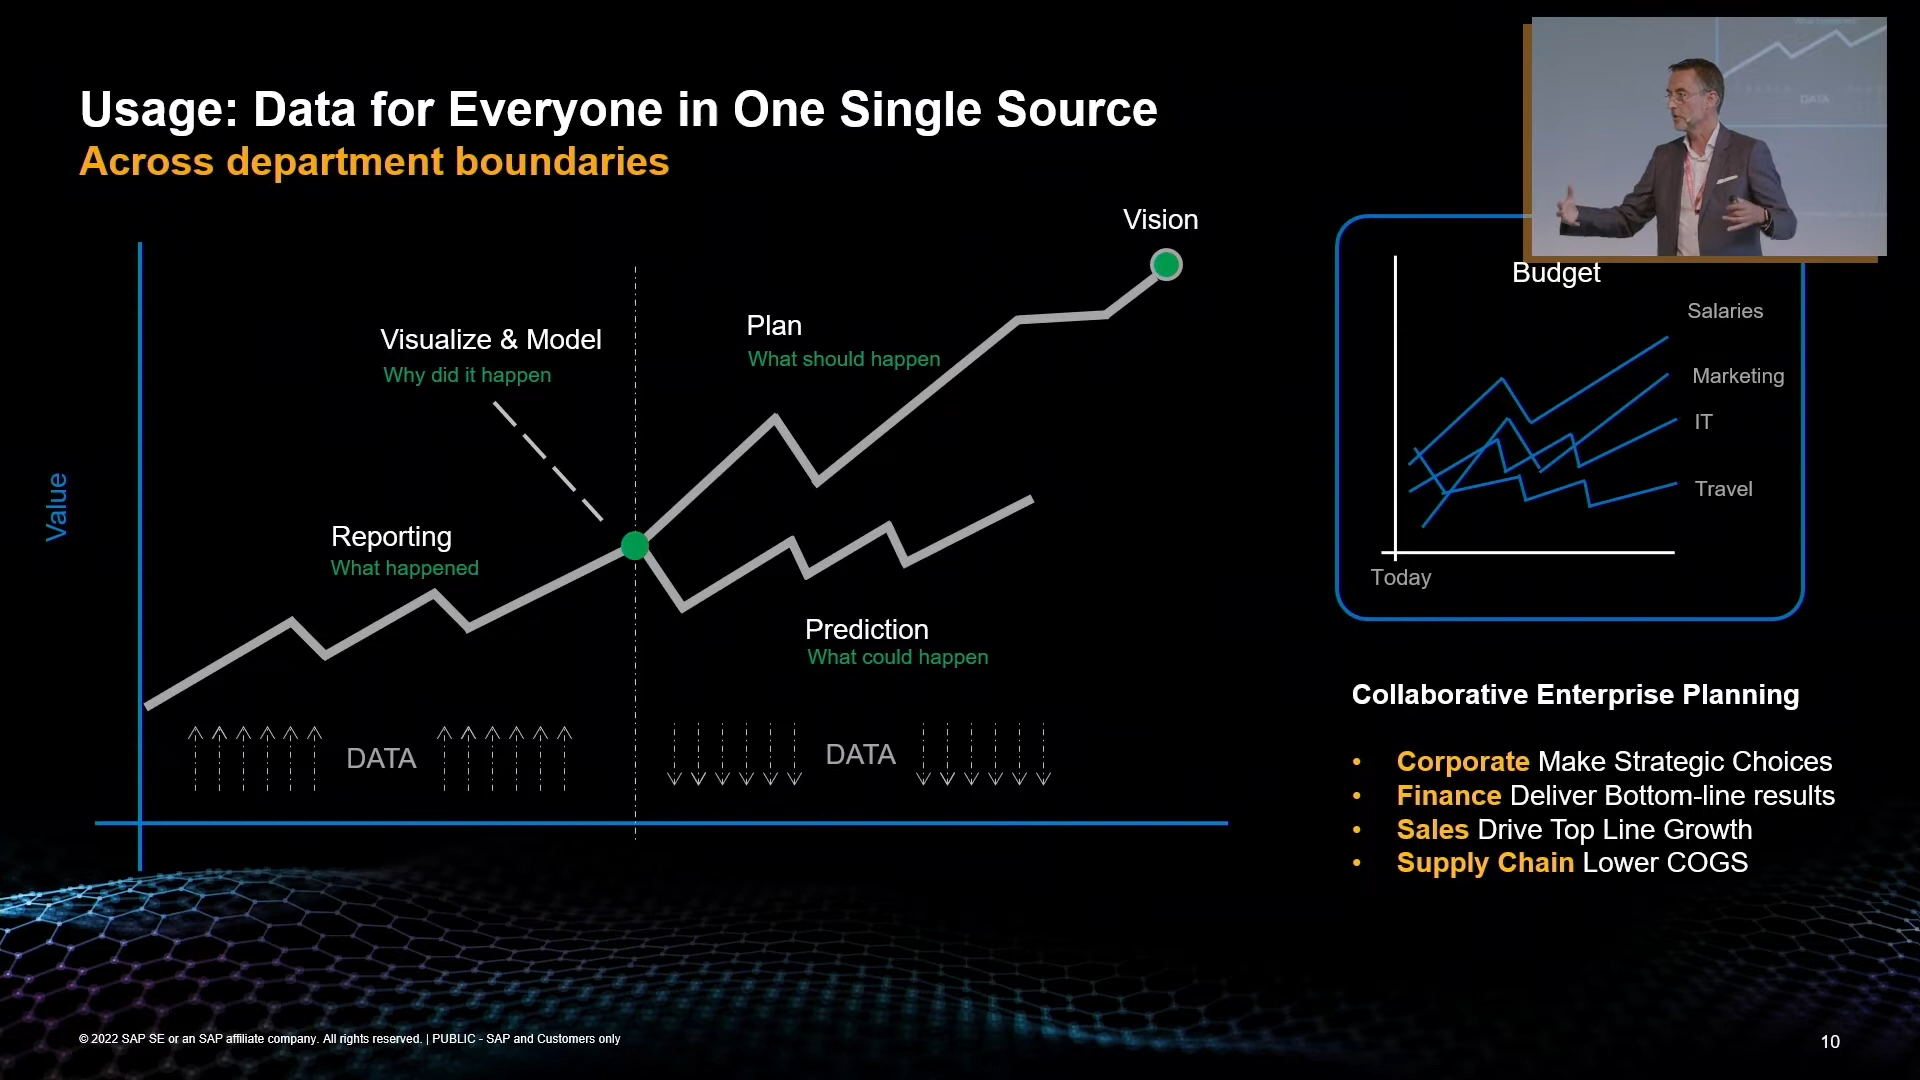 Usage: Data for Everyone in One Single Source
Across department boundaries
Vision
Visualize & Model
Why did it happen
Plan
What should happen
Value
Reporting
What happened
Prediction
What could happen
DATA
DATA
Budget
Salaries
Marketing
IT
Travel
Today
Collaborative Enterprise Planning
• Corporate Make Strategic Choices
• Finance Deliver Bottom-line results
• Sales Drive Top Line Growth
• Supply Chain Lower COGS
© 2022 SAP SE or an SAP affiliate company. All rights reserved. | PUBLIC - SAP and Customers only
10
DATA